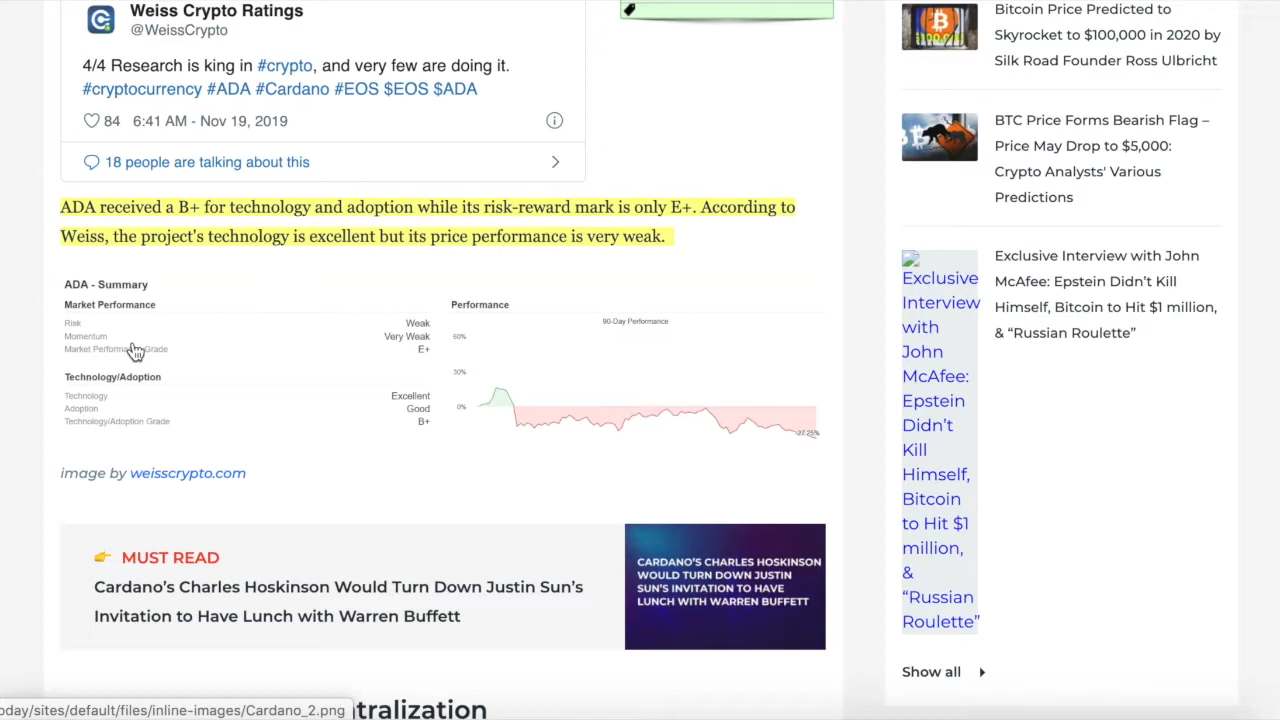 Weiss Crypto Ratings
@WeissCrypto
4/4 Research is king in #crypto, and very few are doing it.
#cryptocurrency #ADA #Cardano #EOS $EOS $ADA
84 6:41 AM - Nov 19, 2019
18 people are talking about this
ADA received a B+ for technology and adoption while its risk-reward mark is only E+. According to
Weiss, the project's technology is excellent but its price performance is very weak.
ADA - Summary
Market Performance
Risk Weak
Momentum Very Weak
Market Performance Grade E+
Technology/Adoption
Technology Excellent
Adoption Good
Technology/Adoption Grade B+
Performance
90-Day Performance
60%
30%
0%
-27.25%
image by weisscrypto.com
👉 MUST READ
Cardano's Charles Hoskinson Would Turn Down Justin Sun's
Invitation to Have Lunch with Warren Buffett
CARDANO'S CHARLES HOSKINSON
WOULD TURN DOWN JUSTIN
SUN'S INVITATION TO HAVE
LUNCH WITH WARREN BUFFETT
tralization
oday/sites/default/files/inline-images/Cardano_2.png
Bitcoin Price Predicted to
Skyrocket to $100,000 in 2020 by
Silk Road Founder Ross Ulbricht
BTC Price Forms Bearish Flag –
Price May Drop to $5,000:
Crypto Analysts' Various
Predictions
Exclusive
Interview
with
John
McAfee:
Epstein
Didn't
Kill
Himself,
Bitcoin
to Hit $1
million,
&
“Russian
Roulette”
Exclusive Interview with John
McAfee: Epstein Didn't Kill
Himself, Bitcoin to Hit $1 million,
& “Russian Roulette”
Show all